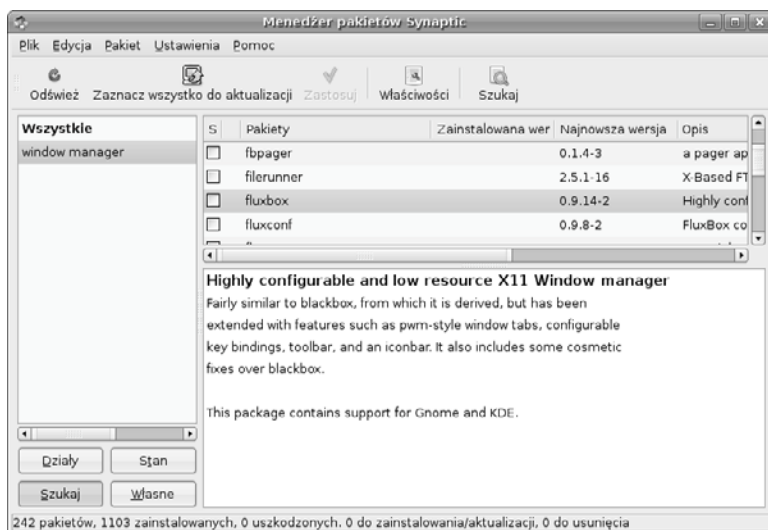 Menedżer pakietów Synaptic
Plik Edycja Pakiet Ustawienia Pomoc
Odśwież Zaznacz wszystko do aktualizacji Zastosuj Właściwości Szukaj
Wszystkie
window manager
S Pakiety Zainstalowana wer Najnowsza wersja Opis
fbpager 0.1.4-3 a pager ap
filerunner 2.5.1-16 X-Based FT
fluxbox 0.9.14-2 Highly conf
fluxconf 0.9.8-2 FluxBox co
Highly configurable and low resource X11 Window manager
Fairly similar to blackbox, from which it is derived, but has been
extended with features such as pwm-style window tabs, configurable
key bindings, toolbar, and an iconbar. It also includes some cosmetic
fixes over blackbox.
This package contains support for Gnome and KDE.
Działy Stan
Szukaj Własne
242 pakietów, 1103 zainstalowanych, 0 uszkodzonych. 0 do zainstalowania/aktualizacji, 0 do usunięcia